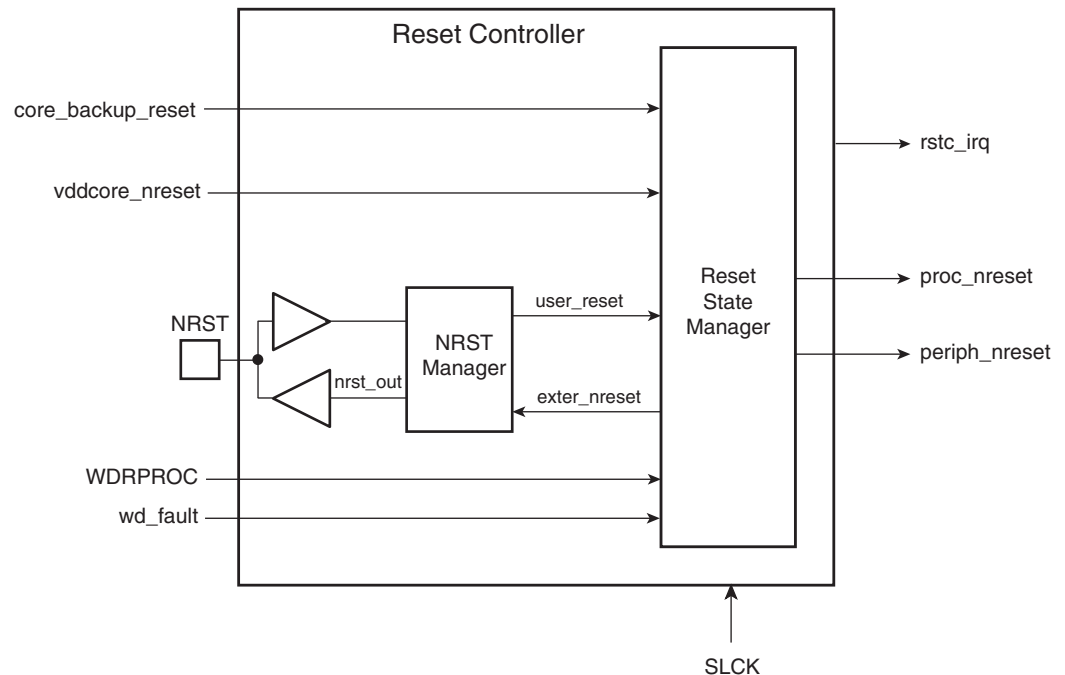 Reset Controller
core_backup_reset
rstc_irq
vddcore_nreset
Reset
State
Manager
proc_nreset
user_reset
NRST
NRST
Manager
periph_nreset
nrst_out
exter_nreset
WDRPROC
wd_fault
SLCK